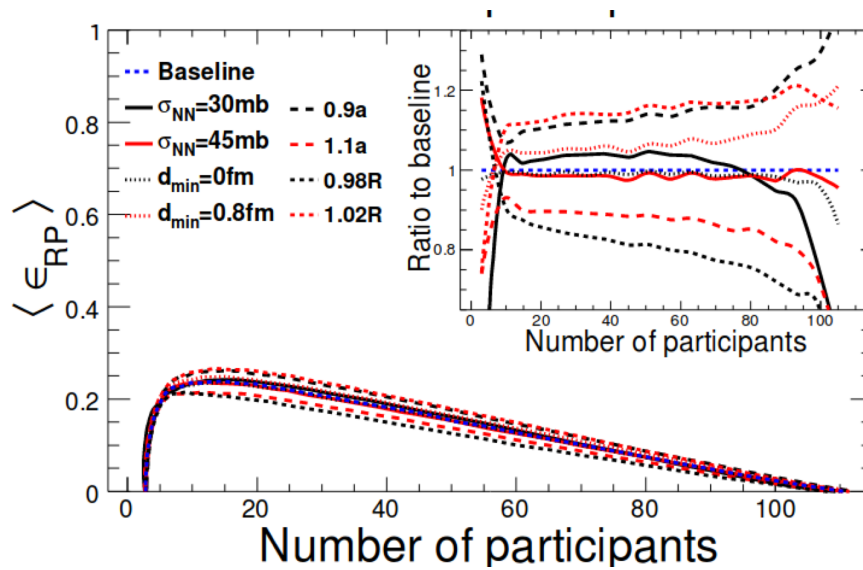 ⟨ ϵRP ⟩
1
0.8
0.6
0.4
0.2
0
0 20 40 60 80 100
Number of participants
Baseline
σNN=30mb
σNN=45mb
dmin=0fm
dmin=0.8fm
0.9a
1.1a
0.98R
1.02R
Ratio to baseline
1.2
1
0.8
0 20 40 60 80 100
Number of participants